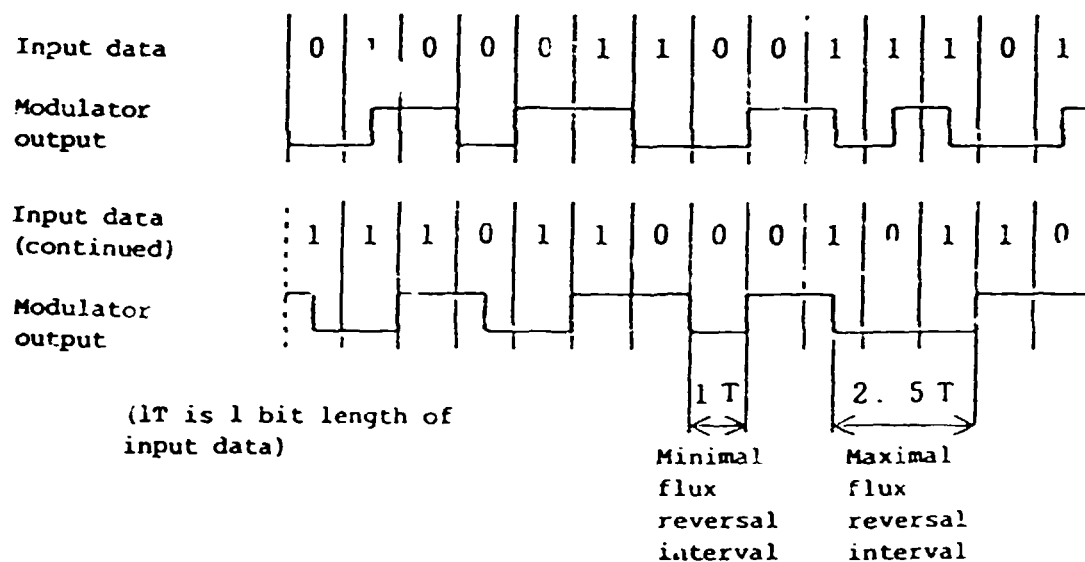 Input data 0 1 0 0 0 1 1 0 0 1 1 1 0 1
Modulator
output
Input data
(continued) 1 1 1 0 1 1 0 0 0 1 0 1 1 0
Modulator
output
1 T 2. 5 T
(1T is 1 bit length of
input data)
Minimal Maximal
flux flux
reversal reversal
interval interval